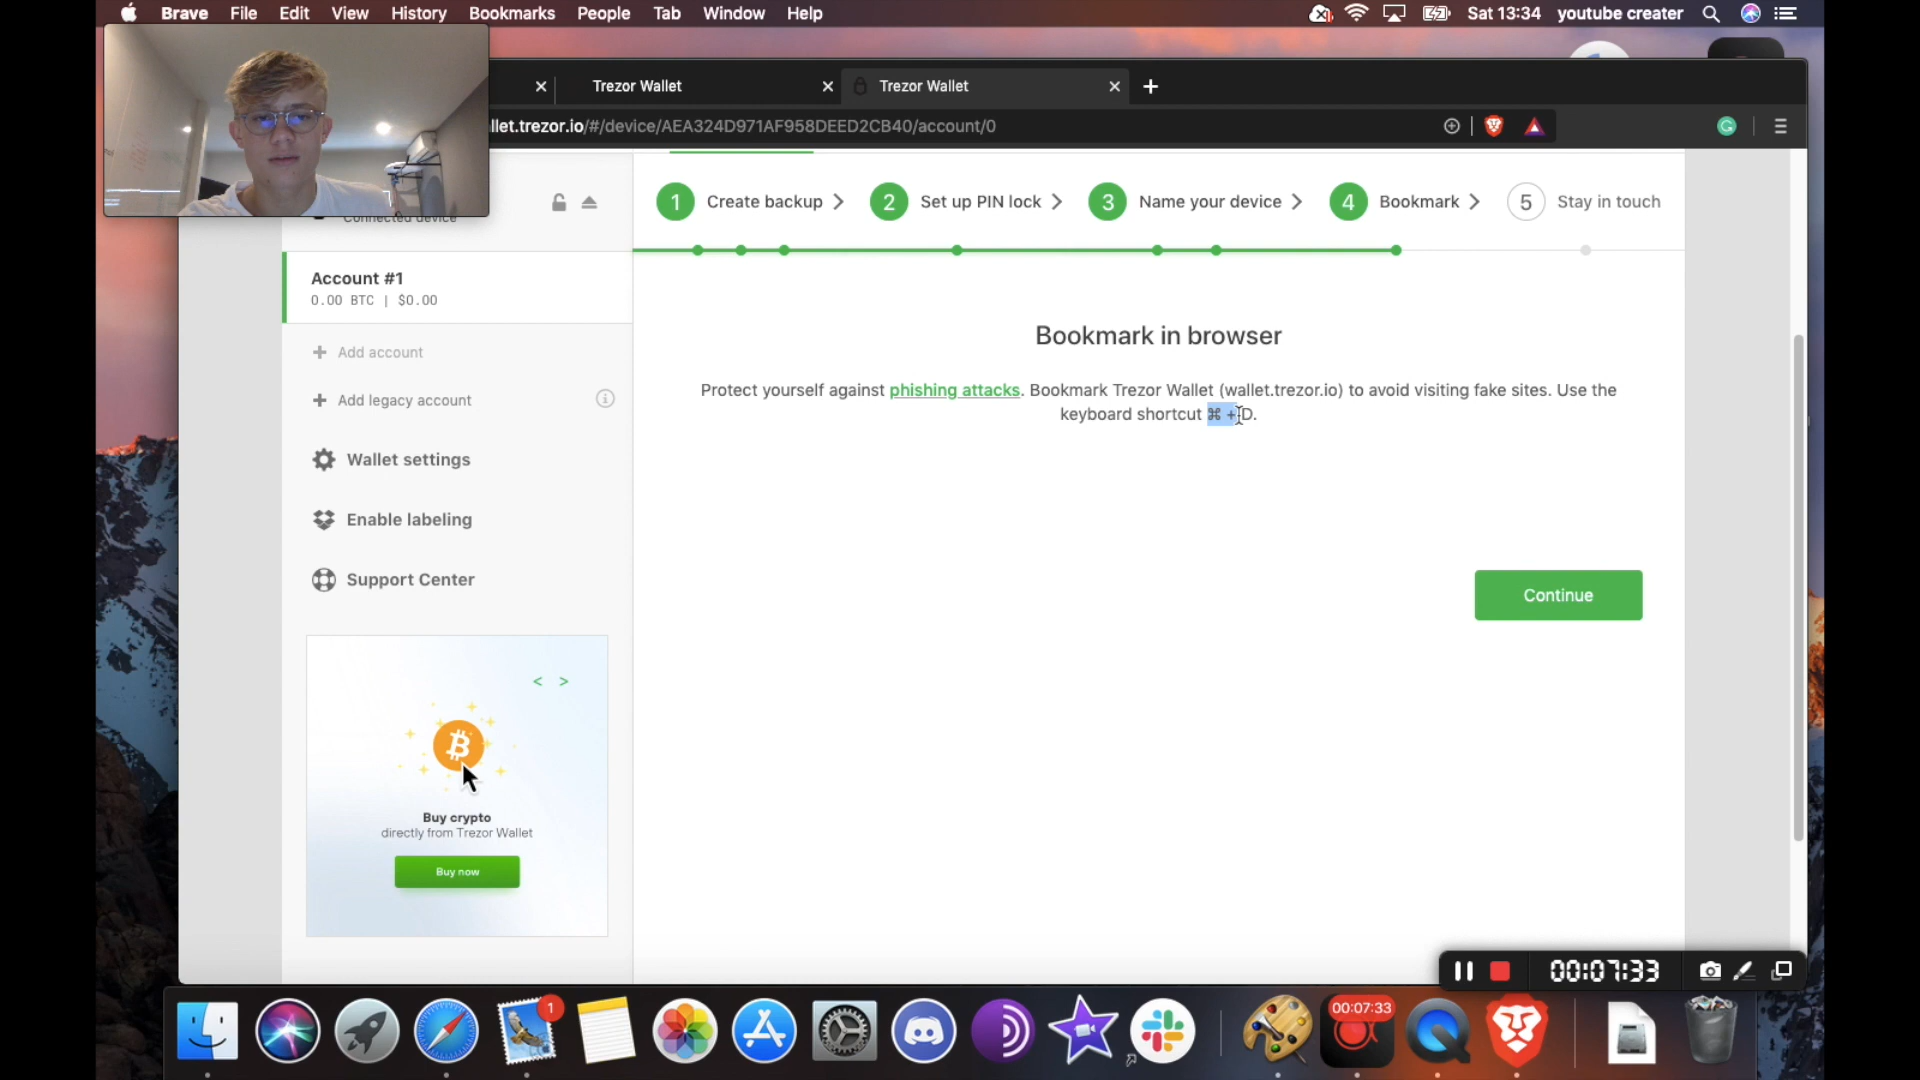 Brave File Edit View History Bookmarks People Tab Window Help Sat 13:34 youtube creater
Trezor Wallet Trezor Wallet
llet.trezor.io/#/device/AEA324D971AF958DEED2CB40/account/0
1 Create backup 2 Set up PIN lock 3 Name your device 4 Bookmark 5 Stay in touch
Connected device
Account #1
0.00 BTC | $0.00
+ Add account
+ Add legacy account
Wallet settings
Enable labeling
Support Center
< >
Buy crypto
directly from Trezor Wallet
Buy now
Bookmark in browser
Protect yourself against phishing attacks. Bookmark Trezor Wallet (wallet.trezor.io) to avoid visiting fake sites. Use the
keyboard shortcut ⌘ + D.
Continue
00:07:33
1
00:07:33